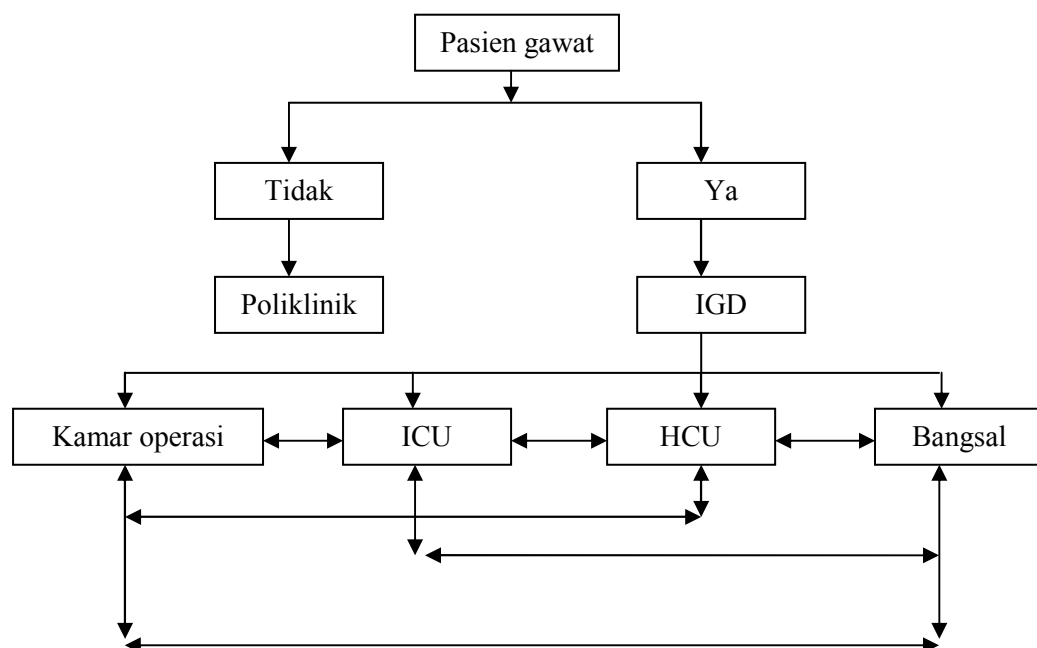 Pasien gawat
Tidak
Ya
Poliklinik
IGD
Kamar operasi
ICU
HCU
Bangsal